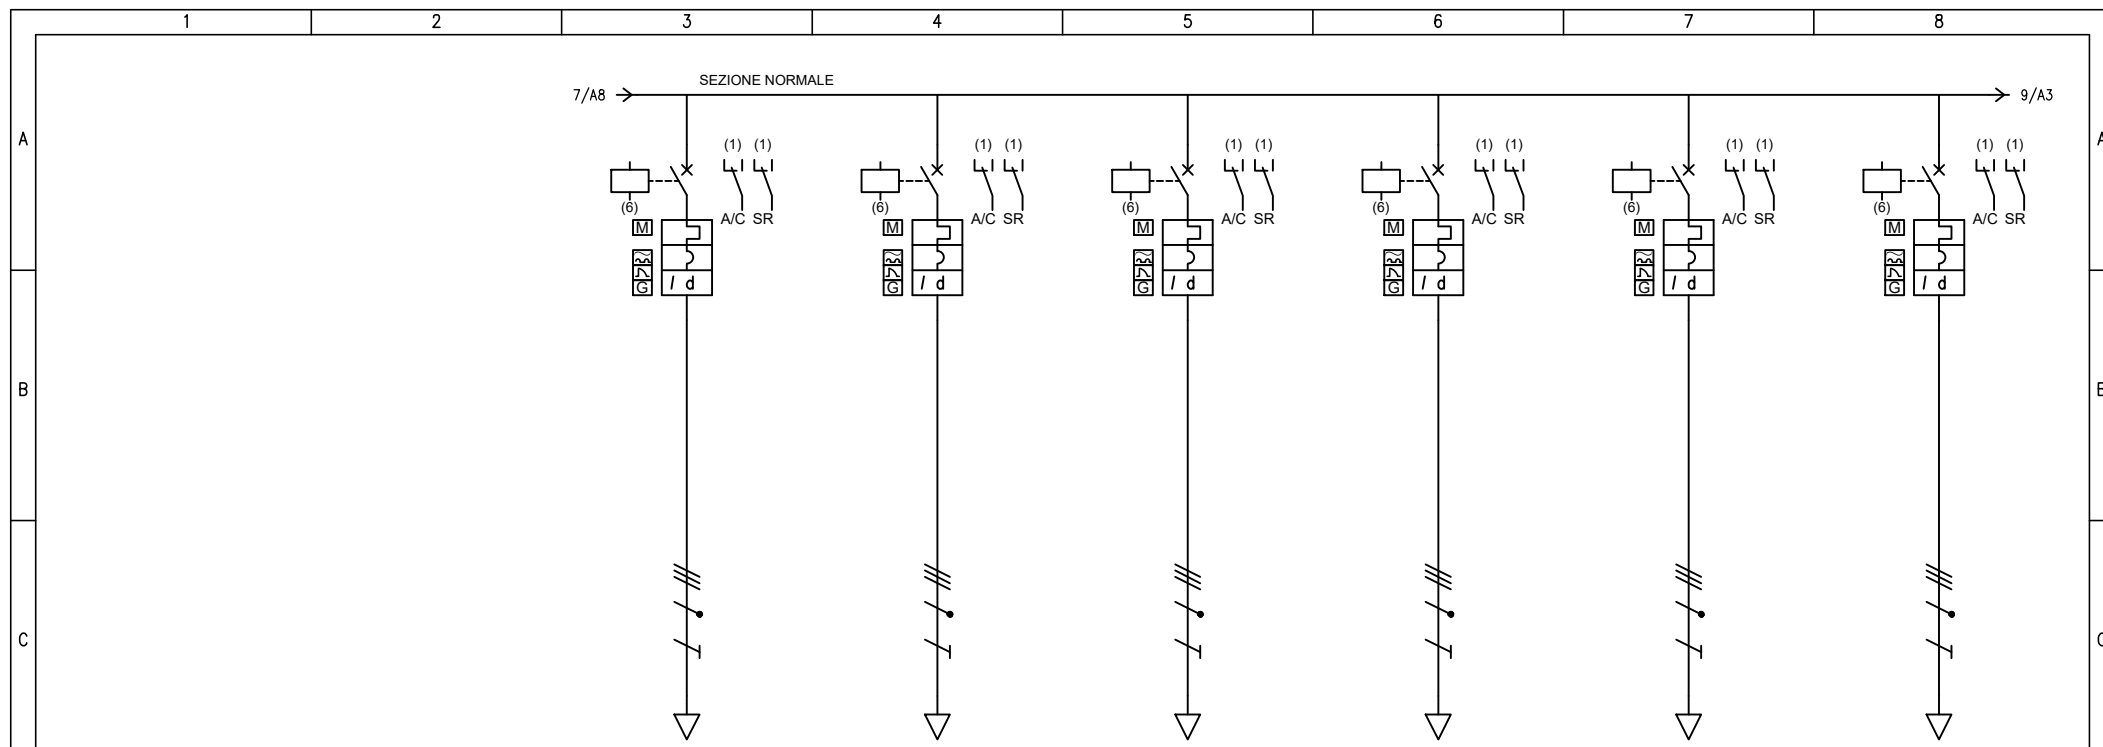 1 2 3 4 5 6 7 8
SEZIONE NORMALE
7/A8 9/A3
A A
(1) (1) (1) (1) (1) (1) (1) (1) (1) (1) (1) (1)
(6) (6) (6) (6) (6) (6)
A/C SR A/C SR A/C SR A/C SR A/C SR A/C SR
M M M M M M
I d I d I d I d I d I d
G G G G G G
B B
C C